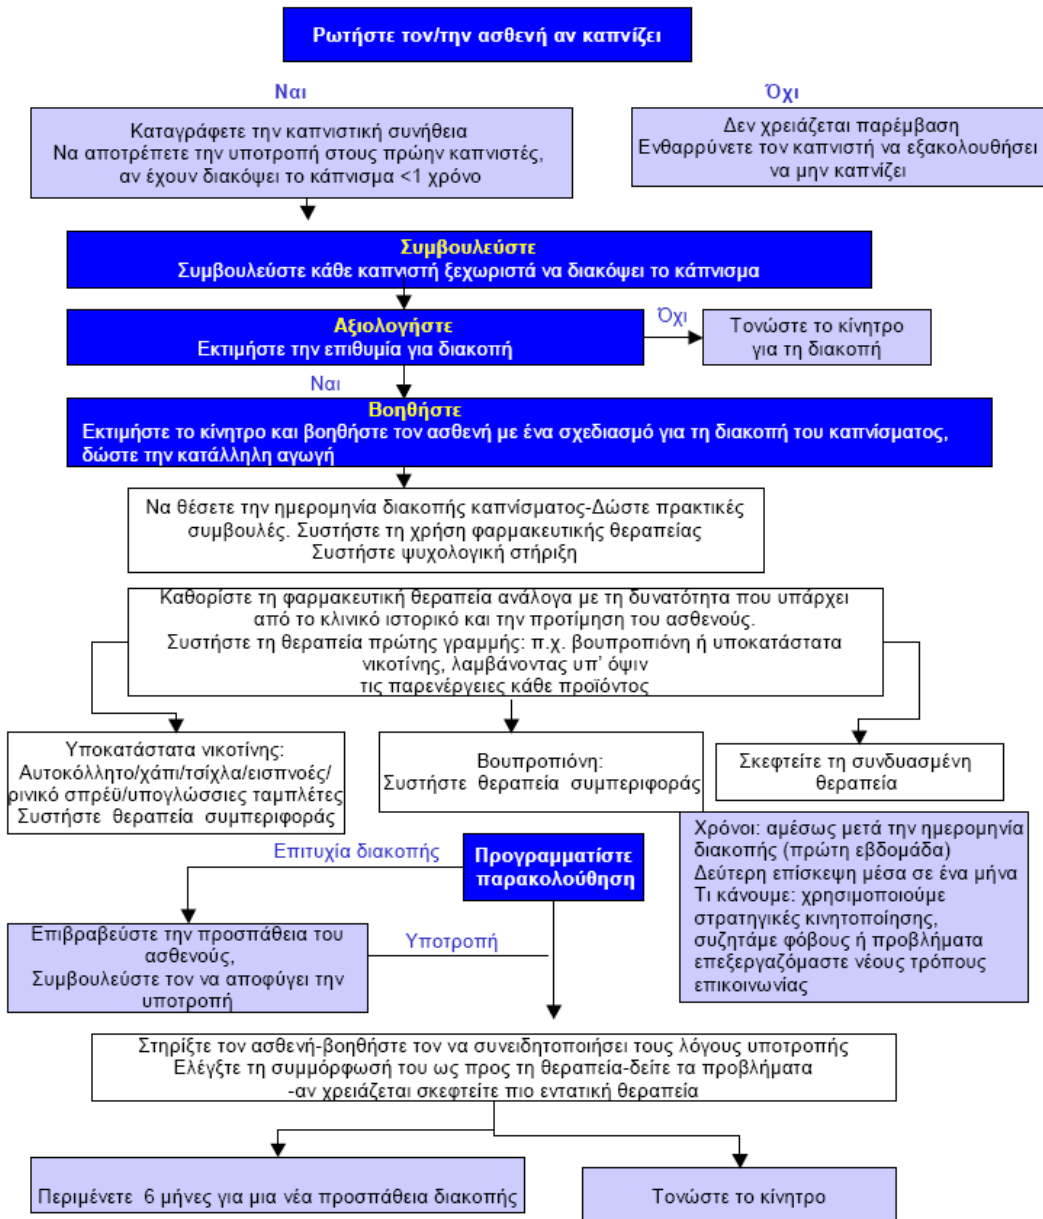 Ρωτήστε τον/την ασθενή αν καπνίζει
Ναι
Όχι
Καταγράφετε την καπνιστική συνήθεια
Να αποτρέπετε την υποτροπή στους πρώην καπνιστές,
αν έχουν διακόψει το κάπνισμα <1 χρόνο
Δεν χρειάζεται παρέμβαση
Ενθαρρύνετε τον καπνιστή να εξακολουθήσει
να μην καπνίζει
Συμβουλεύστε
Συμβουλεύστε κάθε καπνιστή ξεχωριστά να διακόψει το κάπνισμα
Αξιολογήστε
Εκτιμήστε την επιθυμία για διακοπή
Όχι
Τονώστε το κίνητρο
για τη διακοπή
Ναι
Βοηθήστε
Εκτιμήστε το κίνητρο και βοηθήστε τον ασθενή με ένα σχεδιασμό για τη διακοπή του καπνίσματος,
δώστε την κατάλληλη αγωγή
Να θέσετε την ημερομηνία διακοπής καπνίσματος-Δώστε πρακτικές
συμβουλές. Συστήστε τη χρήση φαρμακευτικής θεραπείας
Συστήστε ψυχολογική στήριξη
Καθορίστε τη φαρμακευτική θεραπεία ανάλογα με τη δυνατότητα που υπάρχει
από το κλινικό ιστορικό και την προτίμηση του ασθενούς.
Συστήστε τη θεραπεία πρώτης γραμμής: π.χ. βουπροπιόνη ή υποκατάστατα
νικοτίνης, λαμβάνοντας υπ’ όψιν
τις παρενέργειες κάθε προϊόντος
Υποκατάστατα νικοτίνης:
Αυτοκόλλητο/χάπι/τσίχλα/εισπνοές/
ρινικό σπρέϋ/υπογλώσσιες ταμπλέτες
Συστήστε θεραπεία συμπεριφοράς
Βουπροπιόνη:
Συστήστε θεραπεία συμπεριφοράς
Σκεφτείτε τη συνδυασμένη
θεραπεία
Χρόνοι: αμέσως μετά την ημερομηνία
διακοπής (πρώτη εβδομάδα)
Δεύτερη επίσκεψη μέσα σε ένα μήνα
Τι κάνουμε: χρησιμοποιούμε
στρατηγικές κινητοποίησης,
συζητάμε φόβους ή προβλήματα
επεξεργαζόμαστε νέους τρόπους
επικοινωνίας
Επιτυχία διακοπής
Προγραμματίστε
παρακολούθηση
Επιβραβεύστε την προσπάθεια του
ασθενούς,
Συμβουλεύστε τον να αποφύγει την
υποτροπή
Υποτροπή
Στηρίξτε τον ασθενή-βοηθήστε τον να συνειδητοποιήσει τους λόγους υποτροπής
Ελέγξτε τη συμμόρφωσή του ως προς τη θεραπεία-δείτε τα προβλήματα
-αν χρειάζεται σκεφτείτε πιο εντατική θεραπεία
Περιμένετε 6 μήνες για μια νέα προσπάθεια διακοπής
Τονώστε το κίνητρο